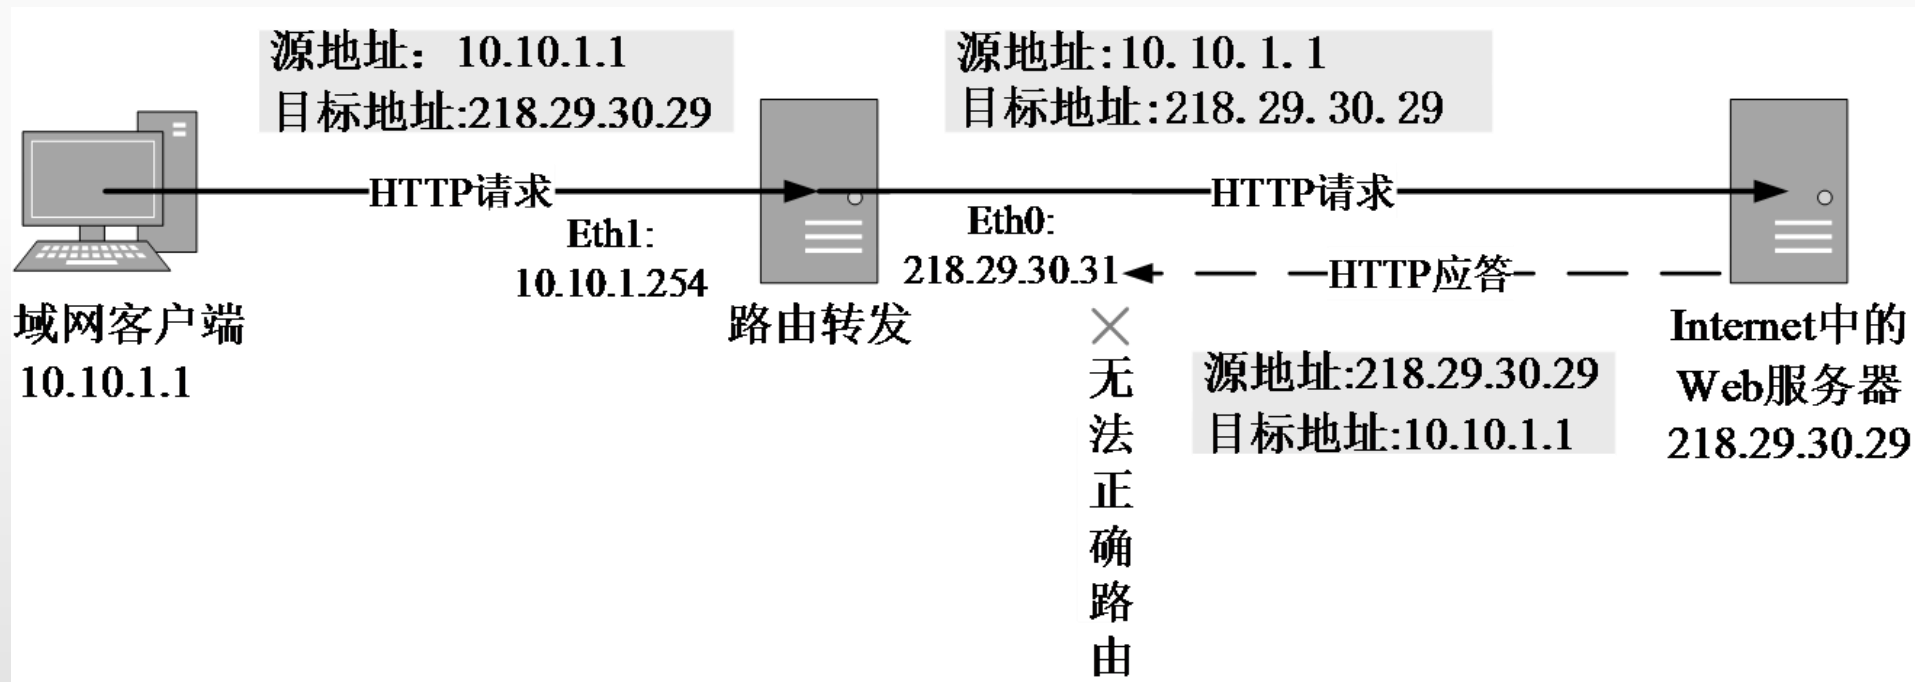 源地址：10.10.1.1
目标地址:218.29.30.29
源地址:10.10.1.1
目标地址:218.29.30.29
HTTP请求
HTTP请求
Eth1:
10.10.1.254
Eth0:
218.29.30.31
HTTP应答
域网客户端
10.10.1.1
路由转发
无
法
正
确
路
由
源地址:218.29.30.29
目标地址:10.10.1.1
Internet中的
Web服务器
218.29.30.29